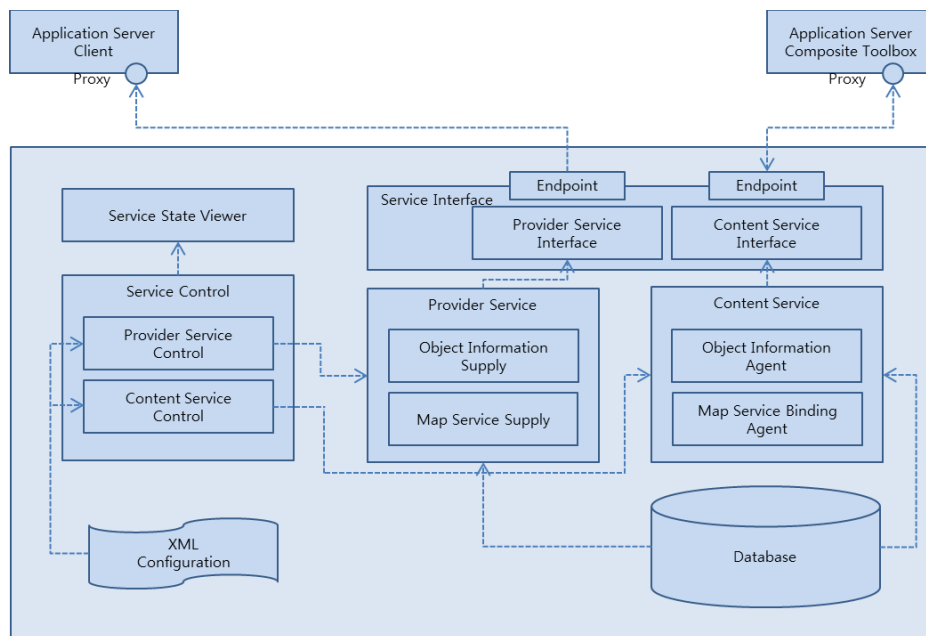 Application Server
Client
Proxy
Application Server
Composite Toolbox
Proxy
Endpoint
Endpoint
Service Interface
Provider Service
Interface
Content Service
Interface
Service State Viewer
Service Control
Provider Service
Control
Content Service
Control
Provider Service
Object Information
Supply
Map Service Supply
Content Service
Object Information
Agent
Map Service Binding
Agent
XML
Configuration
Database